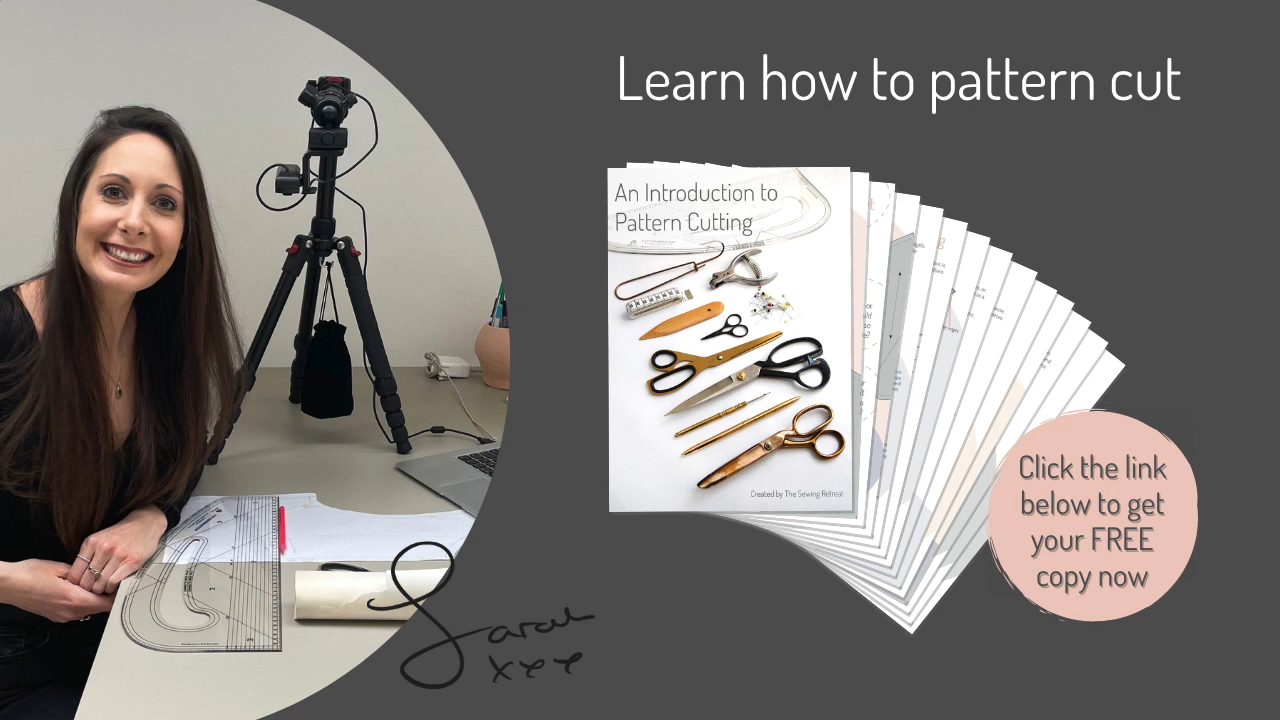 Learn how to pattern cut
An Introduction to
Pattern Cutting
Created by The Sewing Retreat
Click the link
below to get
your FREE
copy now
Sarah
xxx